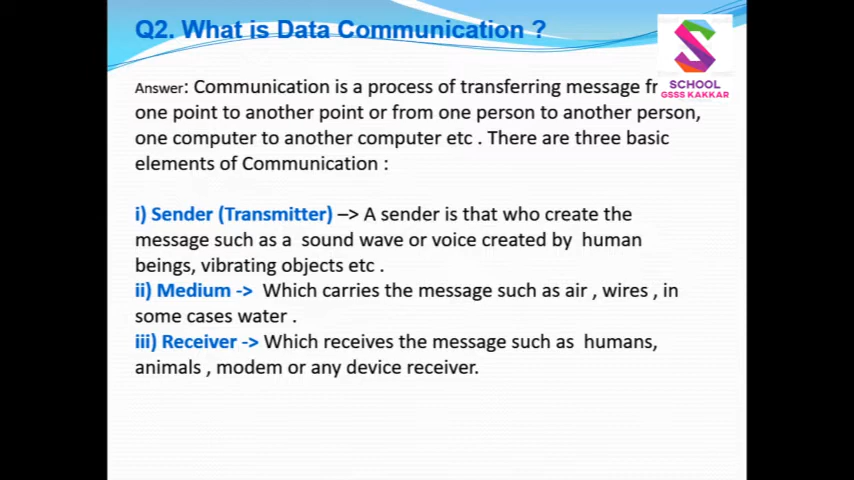 Q2. What is Data Communication ?
SCHOOL
GSSS KAKKAR
Answer: Communication is a process of transferring message
one point to another point or from one person to another person,
one computer to another computer etc . There are three basic
elements of Communication :
i) Sender (Transmitter) –> A sender is that who create the
message such as a sound wave or voice created by human
beings, vibrating objects etc .
ii) Medium -> Which carries the message such as air , wires , in
some cases water .
iii) Receiver -> Which receives the message such as humans,
animals , modem or any device receiver.